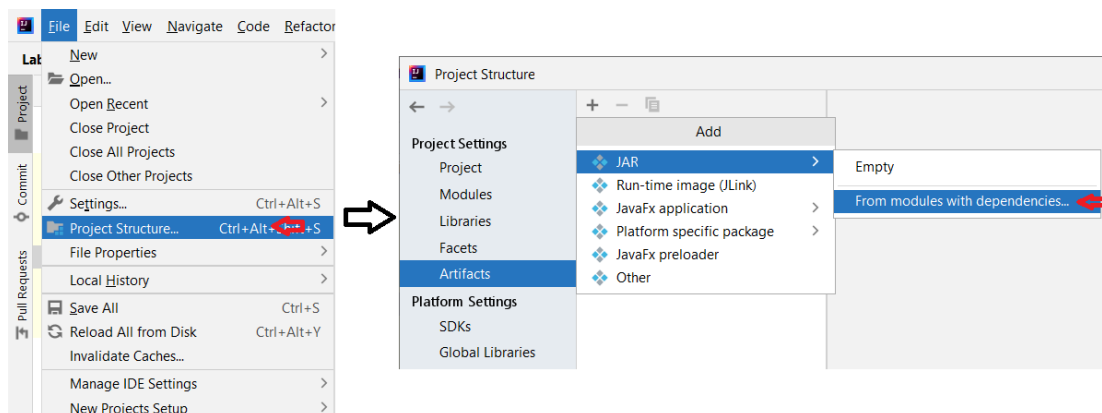 File Edit View Navigate Code Refactor
Lab
Project
Commit
Pull Requests
New
Open...
Open Recent
Close Project
Close All Projects
Close Other Projects
Settings... Ctrl+Alt+S
Project Structure... Ctrl+Alt+Shift+S
File Properties
Local History
Save All Ctrl+S
Reload All from Disk Ctrl+Alt+Y
Invalidate Caches...
Manage IDE Settings
New Projects Setup
Project Structure
Project Settings
Project
Modules
Libraries
Facets
Artifacts
Platform Settings
SDKs
Global Libraries
Add
JAR
Run-time image (JLink)
JavaFx application
Platform specific package
JavaFx preloader
Other
Empty
From modules with dependencies...